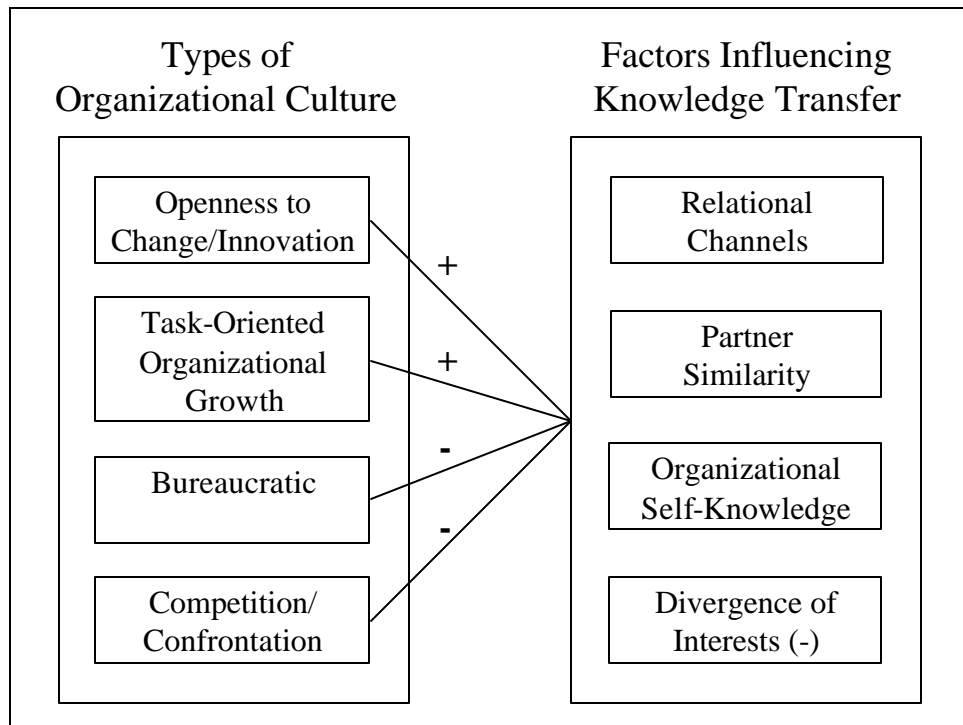 Types of
Organizational Culture
Openness to
Change/Innovation
Task-Oriented
Organizational
Growth
Bureaucratic
Competition/
Confrontation
+
+
-
-
Factors Influencing
Knowledge Transfer
Relational
Channels
Partner
Similarity
Organizational
Self-Knowledge
Divergence of
Interests (-)